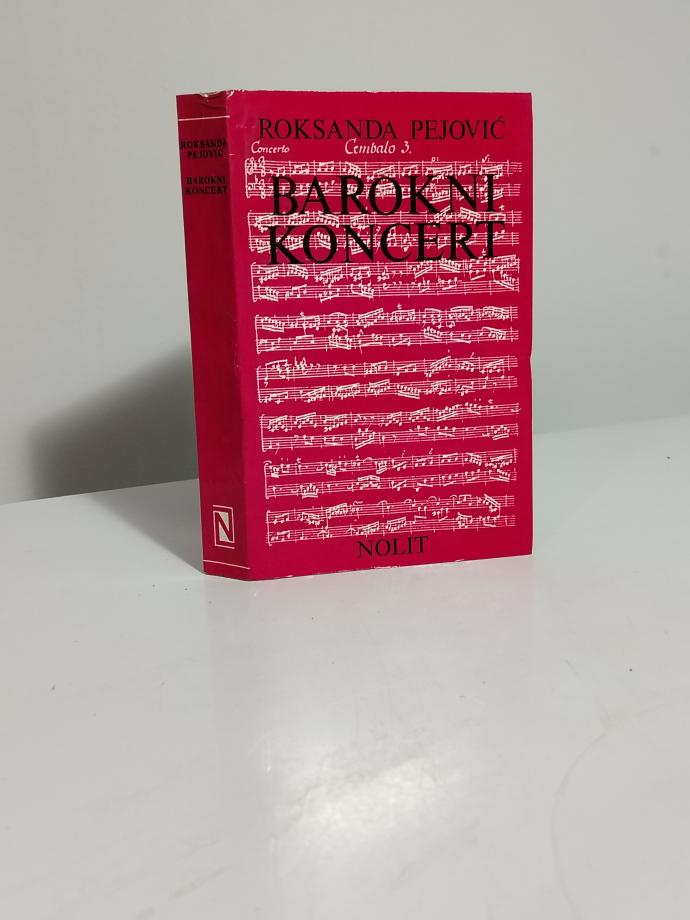 ROKSANDA
PEJOVIĆ
BAROKNI
KONCERT
N
ROKSANDA PEJOVIĆ
Concerto Cembalo 3.
BAROKNI
KONCERT
NOLIT